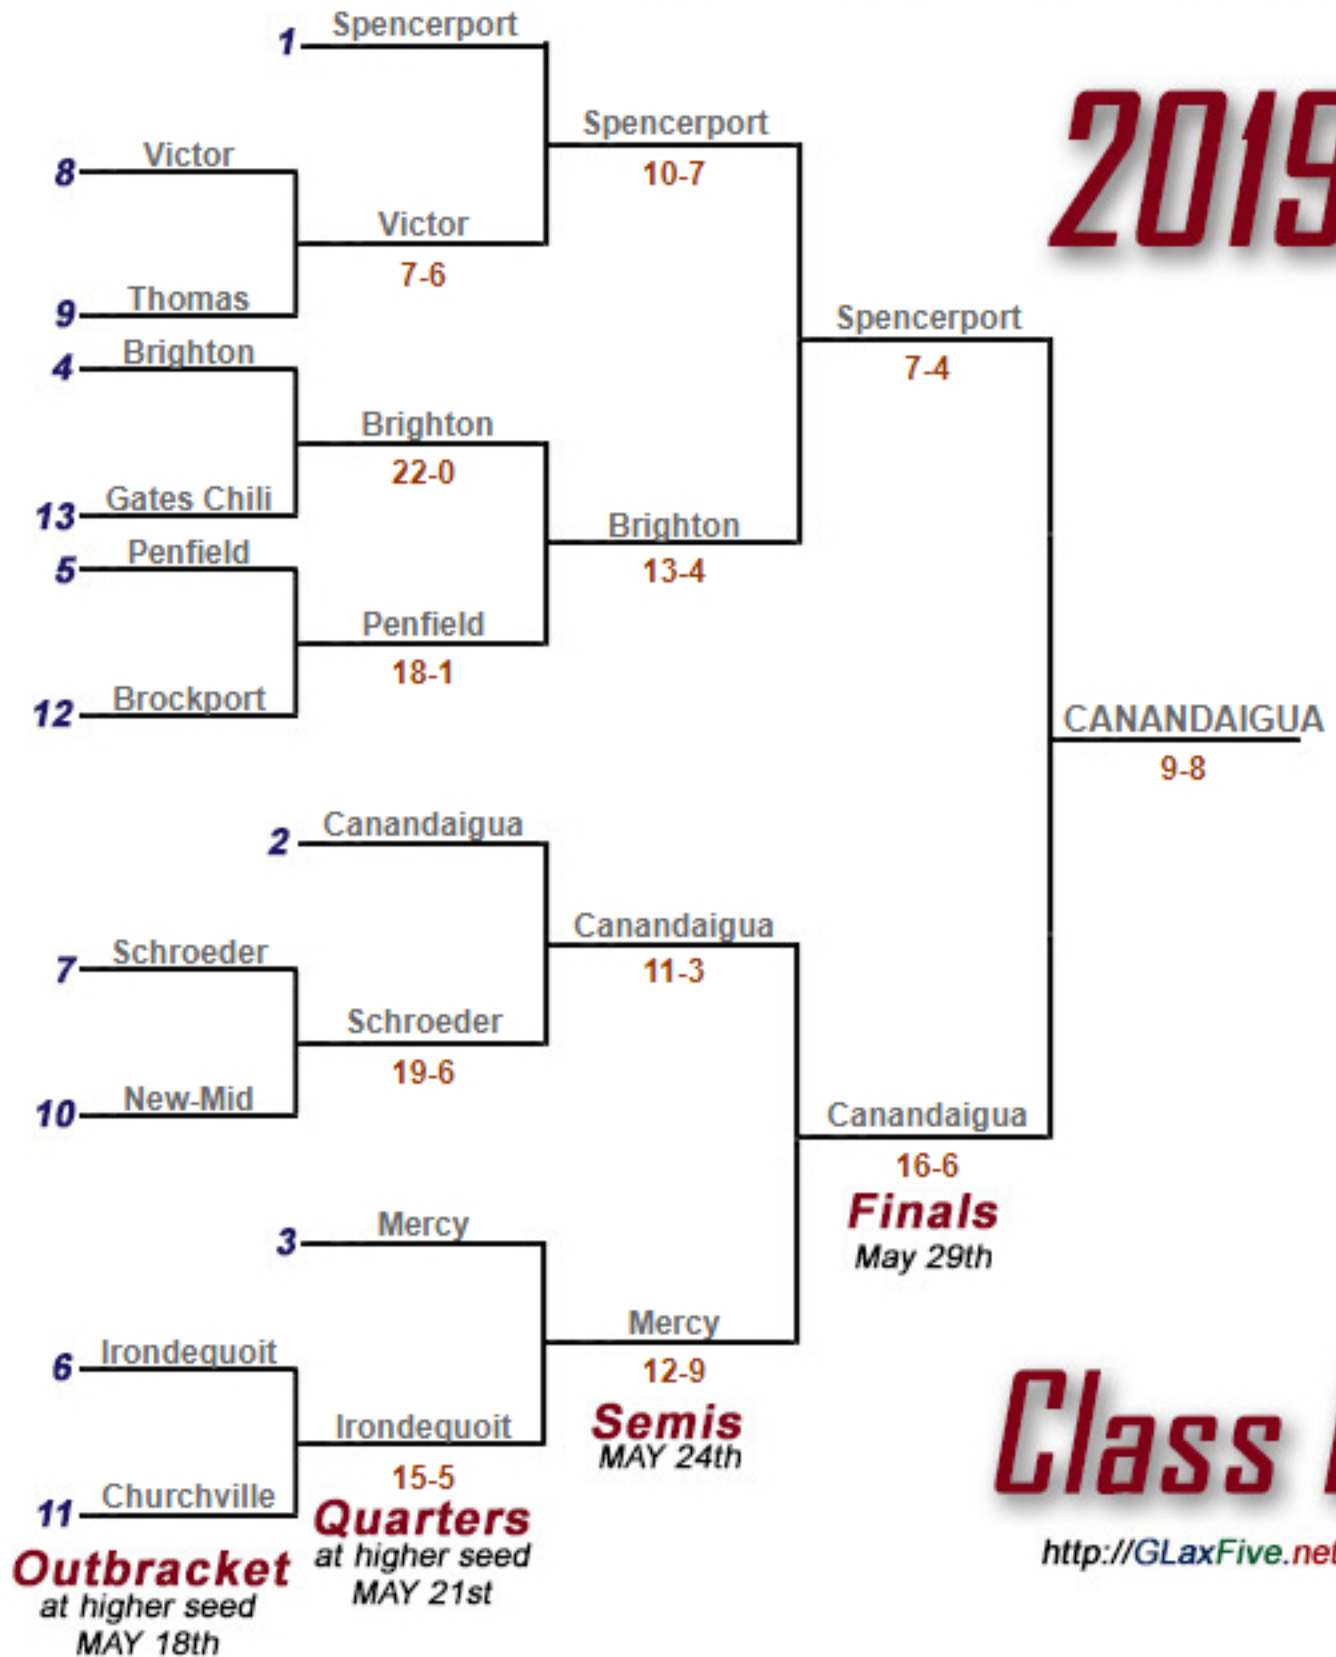 1 Spencerport
Spencerport
10-7
8 Victor
Victor
7-6
9 Thomas
Spencerport
7-4
4 Brighton
Brighton
22-0
13 Gates Chili
Brighton
13-4
5 Penfield
Penfield
18-1
12 Brockport
CANANDAIGUA
9-8
2 Canandaigua
Canandaigua
11-3
7 Schroeder
Schroeder
19-6
10 New-Mid
Canandaigua
16-6
Finals
May 29th
3 Mercy
Mercy
12-9
Semis
MAY 24th
6 Irondequoit
Irondequoit
15-5
11 Churchville
Quarters
at higher seed
MAY 21st
Outbracket
at higher seed
MAY 18th
2019
Class
http://GLaxFive.net